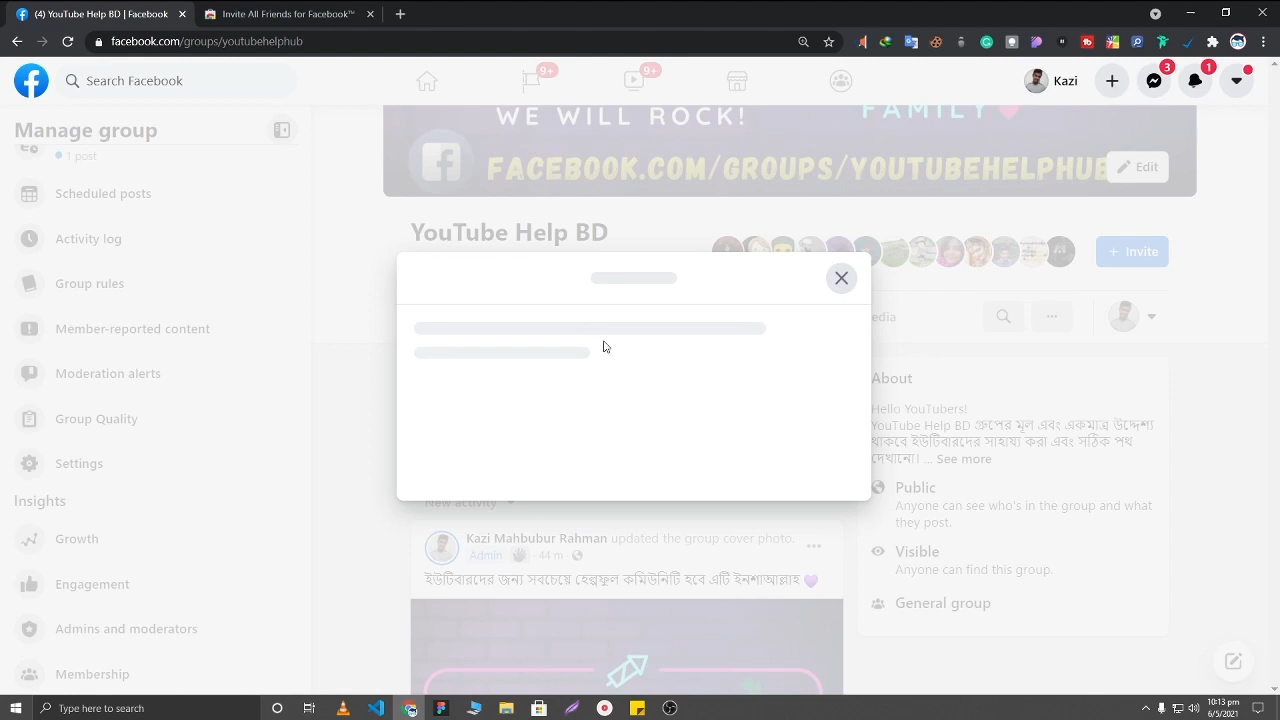 (4) YouTube Help BD
Invite All Friends for Facebook™
facebook.com/groups/youtubehelphub
Search Facebook
9+
9+
Kazi
3
1
Manage group
1 post
Scheduled posts
Activity log
Group rules
Member-reported content
Moderation alerts
Group Quality
Settings
Insights
Growth
Engagement
Admins and moderators
Membership
WE WILL ROCK!
FAMILY
FACEBOOK.COM/GROUPS/YOUTUBEHELPHUB
Edit
YouTube Help BD
+ Invite
New activity
Kazi Mahbubur Rahman updated the group cover photo.
Admin · 44 m ·
ইউটিবারদের জন্য সবচেয়ে হেল্পফুল কমিউনিটি হবে এটি ইনশাআল্লাহ 💜
About
Hello YouTubers!
YouTube Help BD গ্রুপের মূল এবং একমাত্র উদ্দেশ্য
থাকবে ইউটিবারদের সাহায্য করা এবং সঠিক পথ
দেখানো। ... See more
Public
Anyone can see who's in the group and what
they post.
Visible
Anyone can find this group.
General group
Type here to search
10:13 pm
6/5/2021